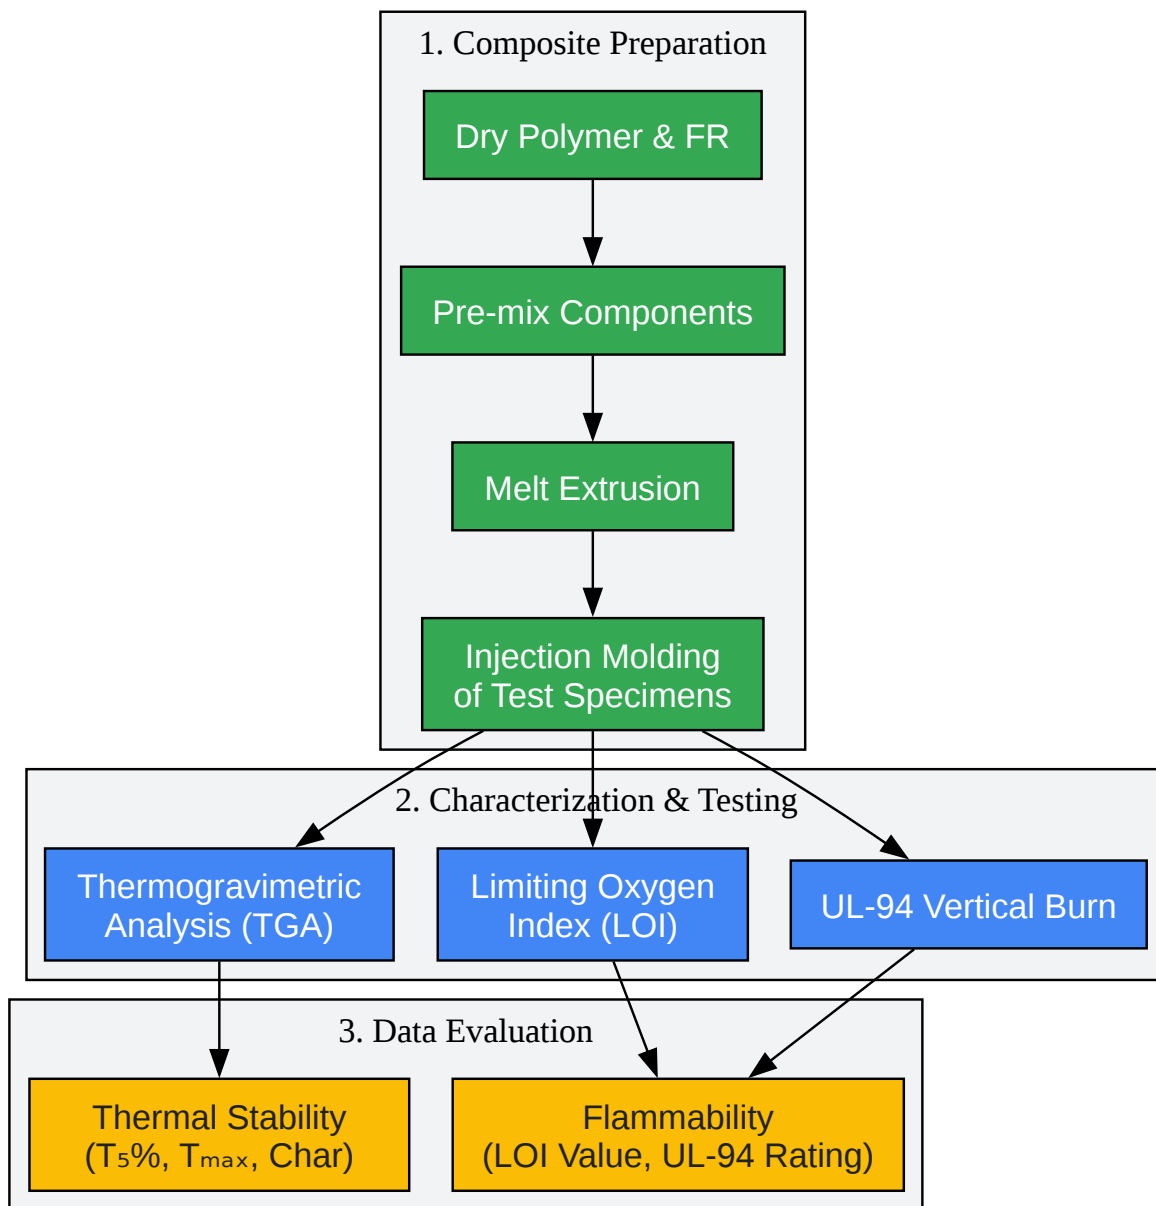 1. Composite Preparation
Dry Polymer & FR
Pre-mix Components
Melt Extrusion
Injection Molding
of Test Specimens
2. Characterization & Testing
Thermogravimetric
Analysis (TGA)
Limiting Oxygen
Index (LOI)
UL-94 Vertical Burn
3. Data Evaluation
Thermal Stability
(T₅%, Tₘₐₓ, Char)
Flammability
(LOI Value, UL-94 Rating)